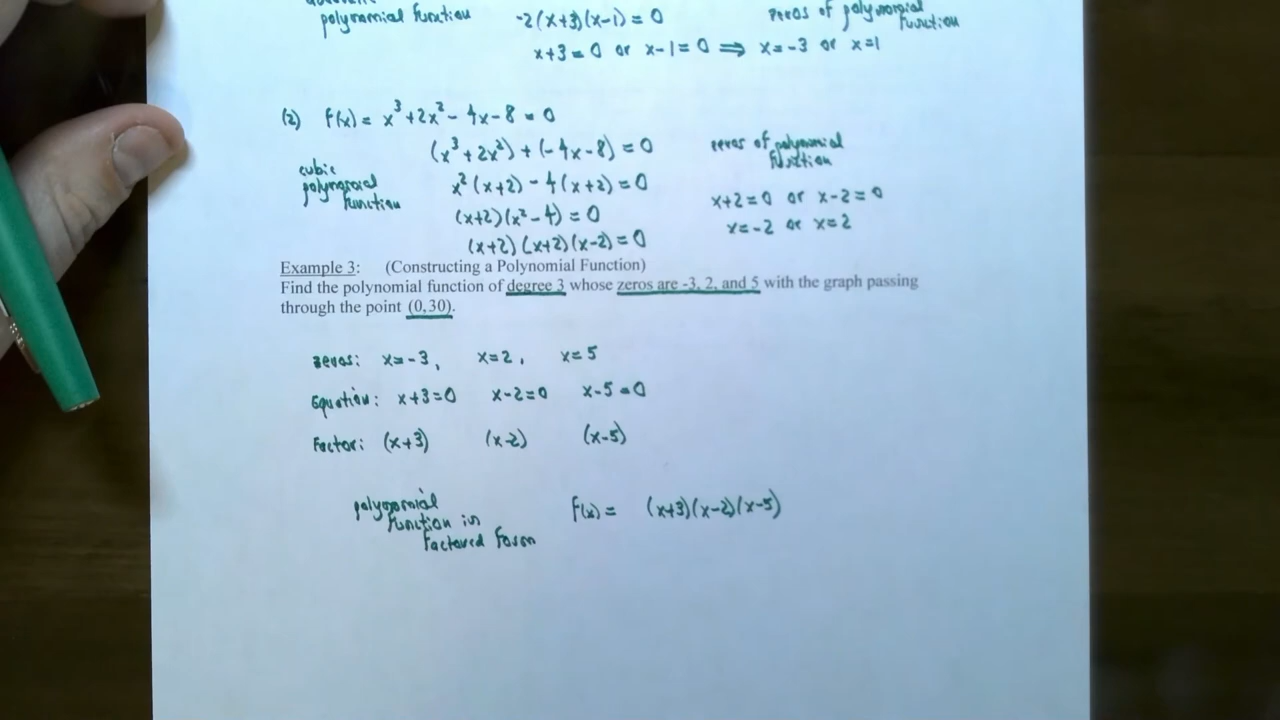 polynomial function -2(x+3)(x-1)=0 zeros of polynomial function
x+3=0 or x-1=0 ⇒ x=-3 or x=1
(2) f(x) = x³+2x²-4x-8=0
(x³+2x²)+(-4x-8)=0
zeros of polynomial function
cubic polynomial function
x²(x+2)-4(x+2)=0
x+2=0 or x-2=0
(x+2)(x²-4)=0
x=-2 or x=2
(x+2)(x+2)(x-2)=0
Example 3: (Constructing a Polynomial Function)
Find the polynomial function of degree 3 whose zeros are -3, 2, and 5 with the graph passing
through the point (0,30).
zeros: x=-3, x=2, x=5
Equation: x+3=0 x-2=0 x-5=0
Factor: (x+3) (x-2) (x-5)
polynomial
function in
factored form
f(x)= (x+3)(x-2)(x-5)